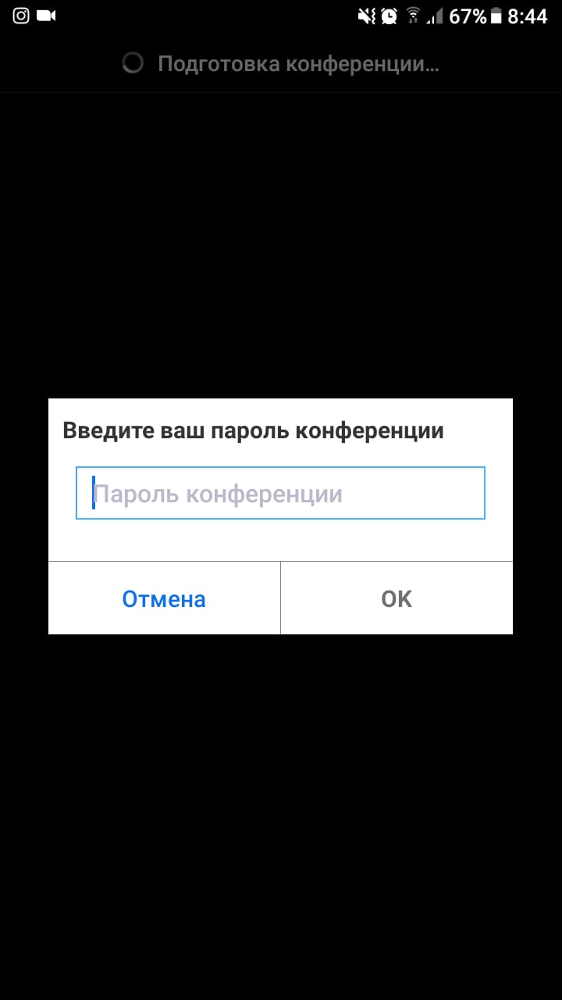 67% 8:44
Подготовка конференции...
Введите ваш пароль конференции
Пароль конференции
Отмена OK